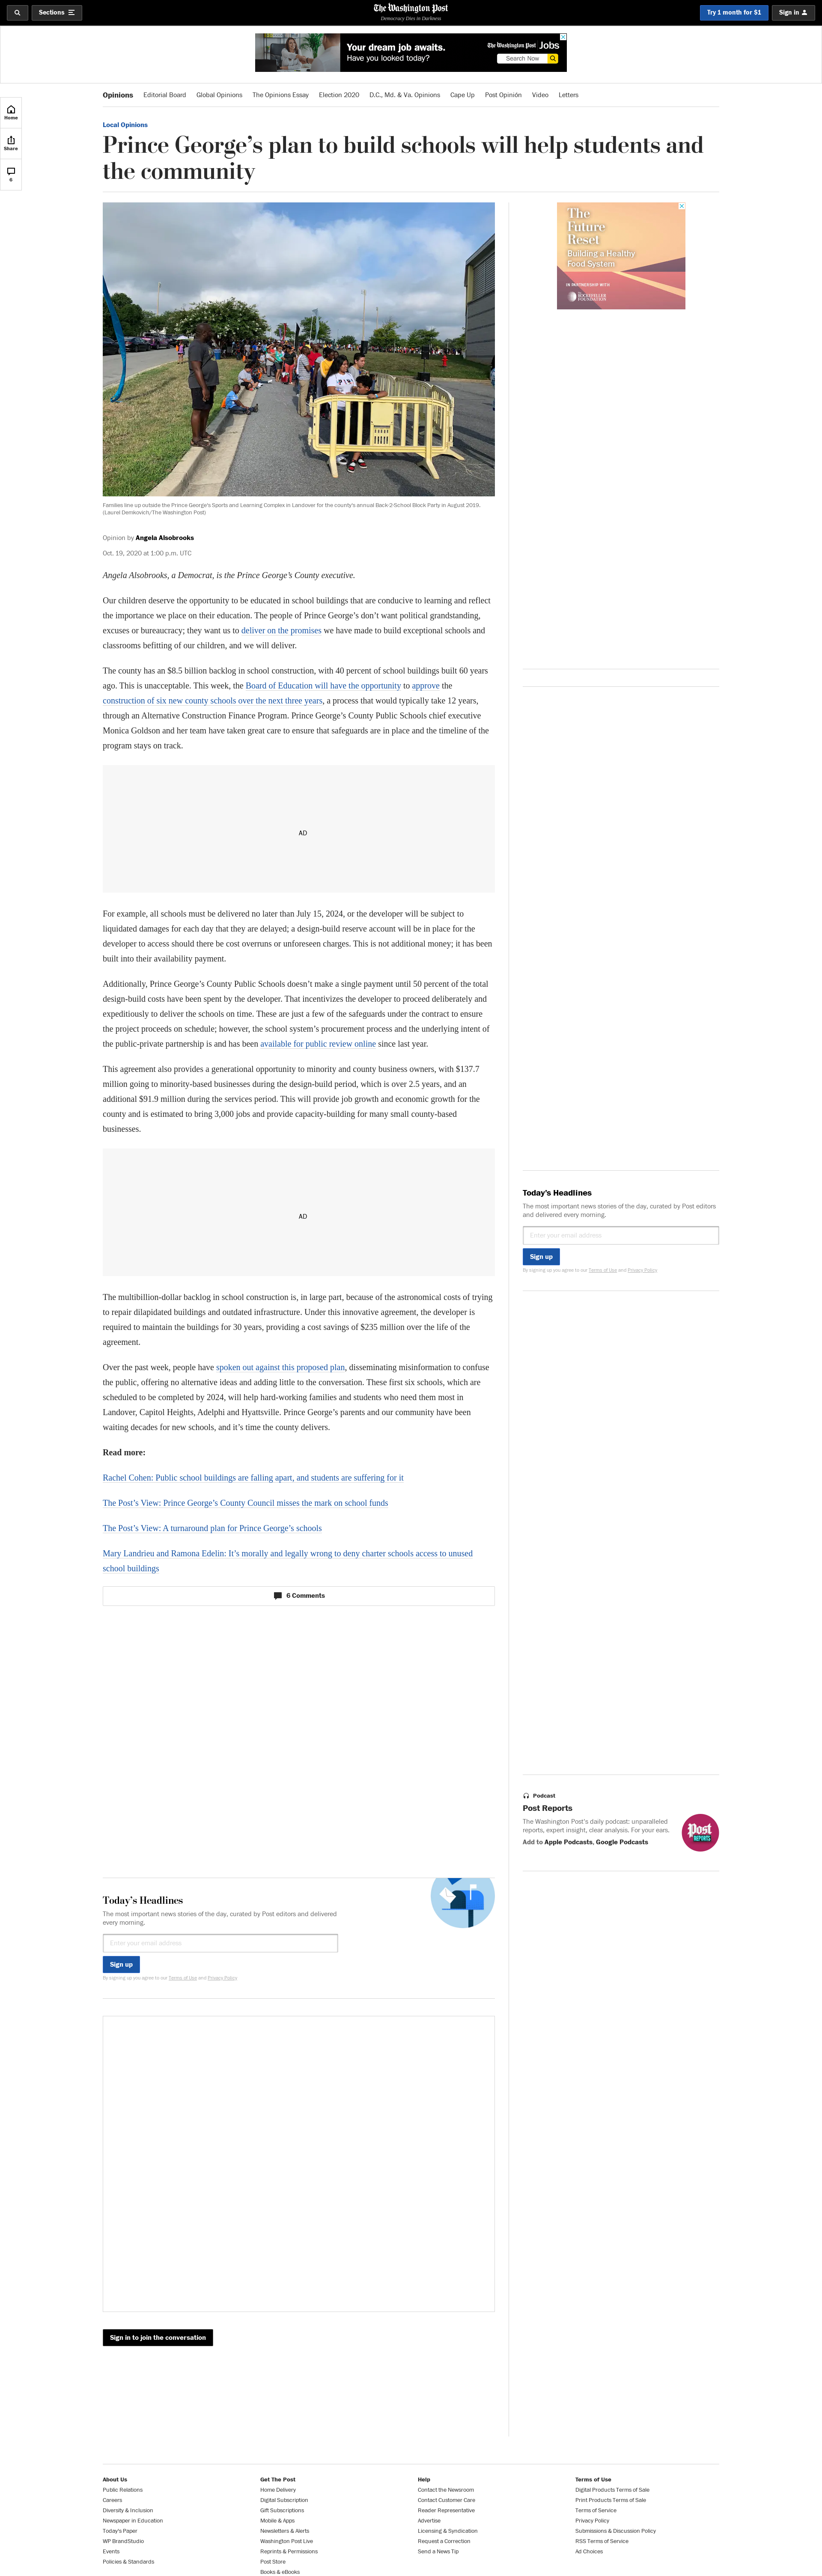 Sections
The Washington Post
Democracy Dies in Darkness
Try 1 month for $1
Sign in
Your dream job awaits.
Have you looked today?
The Washington Post Jobs
Search Now
Home
Share
6
Opinions
Editorial Board
Global Opinions
The Opinions Essay
Election 2020
D.C., Md. & Va. Opinions
Cape Up
Post Opinión
Video
Letters
Local Opinions
Prince George’s plan to build schools will help students and
the community
The
Future
Reset
Building a Healthy
Food System
IN PARTNERSHIP WITH
The
ROCKEFELLER
FOUNDATION
Families line up outside the Prince George's Sports and Learning Complex in Landover for the county's annual Back-2-School Block Party in August 2019.
(Laurel Demkovich/The Washington Post)
Opinion by Angela Alsobrooks
Oct. 19, 2020 at 1:00 p.m. UTC
Angela Alsobrooks, a Democrat, is the Prince George’s County executive.
Our children deserve the opportunity to be educated in school buildings that are conducive to learning and reflect
the importance we place on their education. The people of Prince George’s don’t want political grandstanding,
excuses or bureaucracy; they want us to deliver on the promises we have made to build exceptional schools and
classrooms befitting of our children, and we will deliver.
The county has an $8.5 billion backlog in school construction, with 40 percent of school buildings built 60 years
ago. This is unacceptable. This week, the Board of Education will have the opportunity to approve the
construction of six new county schools over the next three years, a process that would typically take 12 years,
through an Alternative Construction Finance Program. Prince George’s County Public Schools chief executive
Monica Goldson and her team have taken great care to ensure that safeguards are in place and the timeline of the
program stays on track.
AD
For example, all schools must be delivered no later than July 15, 2024, or the developer will be subject to
liquidated damages for each day that they are delayed; a design-build reserve account will be in place for the
developer to access should there be cost overruns or unforeseen charges. This is not additional money; it has been
built into their availability payment.
Additionally, Prince George’s County Public Schools doesn’t make a single payment until 50 percent of the total
design-build costs have been spent by the developer. That incentivizes the developer to proceed deliberately and
expeditiously to deliver the schools on time. These are just a few of the safeguards under the contract to ensure
the project proceeds on schedule; however, the school system’s procurement process and the underlying intent of
the public-private partnership is and has been available for public review online since last year.
This agreement also provides a generational opportunity to minority and county business owners, with $137.7
million going to minority-based businesses during the design-build period, which is over 2.5 years, and an
additional $91.9 million during the services period. This will provide job growth and economic growth for the
county and is estimated to bring 3,000 jobs and provide capacity-building for many small county-based
businesses.
AD
The multibillion-dollar backlog in school construction is, in large part, because of the astronomical costs of trying
to repair dilapidated buildings and outdated infrastructure. Under this innovative agreement, the developer is
required to maintain the buildings for 30 years, providing a cost savings of $235 million over the life of the
agreement.
Over the past week, people have spoken out against this proposed plan, disseminating misinformation to confuse
the public, offering no alternative ideas and adding little to the conversation. These first six schools, which are
scheduled to be completed by 2024, will help hard-working families and students who need them most in
Landover, Capitol Heights, Adelphi and Hyattsville. Prince George’s parents and our community have been
waiting decades for new schools, and it’s time the county delivers.
Read more:
Rachel Cohen: Public school buildings are falling apart, and students are suffering for it
The Post’s View: Prince George’s County Council misses the mark on school funds
The Post’s View: A turnaround plan for Prince George’s schools
Mary Landrieu and Ramona Edelin: It’s morally and legally wrong to deny charter schools access to unused
school buildings
6 Comments
Today’s Headlines
The most important news stories of the day, curated by Post editors
and delivered every morning.
Enter your email address
Sign up
By signing up you agree to our Terms of Use and Privacy Policy
Podcast
Post Reports
The Washington Post's daily podcast: unparalleled
reports, expert insight, clear analysis. For your ears.
Add to Apple Podcasts, Google Podcasts
Post
REPORTS
Today’s Headlines
The most important news stories of the day, curated by Post editors and delivered
every morning.
Enter your email address
Sign up
By signing up you agree to our Terms of Use and Privacy Policy
Sign in to join the conversation
About Us
Public Relations
Careers
Diversity & Inclusion
Newspaper in Education
Today's Paper
WP BrandStudio
Events
Policies & Standards
Get The Post
Home Delivery
Digital Subscription
Gift Subscriptions
Mobile & Apps
Newsletters & Alerts
Washington Post Live
Reprints & Permissions
Post Store
Books & eBooks
Help
Contact the Newsroom
Contact Customer Care
Reader Representative
Advertise
Licensing & Syndication
Request a Correction
Send a News Tip
Terms of Use
Digital Products Terms of Sale
Print Products Terms of Sale
Terms of Service
Privacy Policy
Submissions & Discussion Policy
RSS Terms of Service
Ad Choices